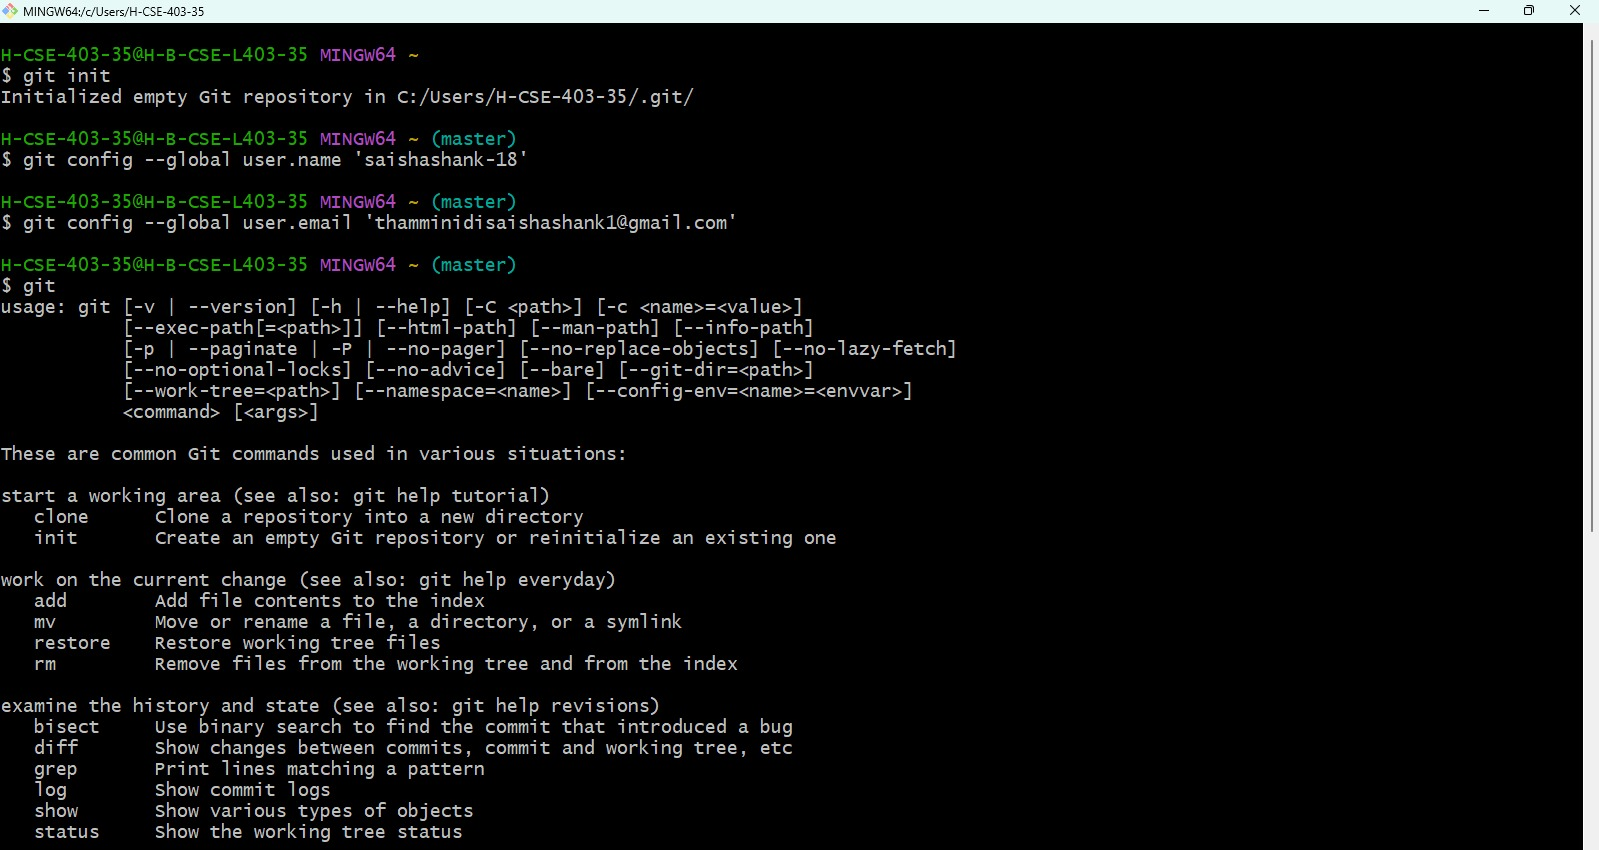 MINGW64:/c/Users/H-CSE-403-35
H-CSE-403-35@H-B-CSE-L403-35 MINGW64 ~
$ git init
Initialized empty Git repository in C:/Users/H-CSE-403-35/.git/
H-CSE-403-35@H-B-CSE-L403-35 MINGW64 ~ (master)
$ git config --global user.name 'saishashank-18'
H-CSE-403-35@H-B-CSE-L403-35 MINGW64 ~ (master)
$ git config --global user.email 'thamminidisaishashank1@gmail.com'
H-CSE-403-35@H-B-CSE-L403-35 MINGW64 ~ (master)
$ git
usage: git [-v | --version] [-h | --help] [-C <path>] [-c <name>=<value>]
[--exec-path[=<path>]] [--html-path] [--man-path] [--info-path]
[-p | --paginate | -P | --no-pager] [--no-replace-objects] [--no-lazy-fetch]
[--no-optional-locks] [--no-advice] [--bare] [--git-dir=<path>]
[--work-tree=<path>] [--namespace=<name>] [--config-env=<name>=<envvar>]
<command> [<args>]
These are common Git commands used in various situations:
start a working area (see also: git help tutorial)
clone Clone a repository into a new directory
init Create an empty Git repository or reinitialize an existing one
work on the current change (see also: git help everyday)
add Add file contents to the index
mv Move or rename a file, a directory, or a symlink
restore Restore working tree files
rm Remove files from the working tree and from the index
examine the history and state (see also: git help revisions)
bisect Use binary search to find the commit that introduced a bug
diff Show changes between commits, commit and working tree, etc
grep Print lines matching a pattern
log Show commit logs
show Show various types of objects
status Show the working tree status